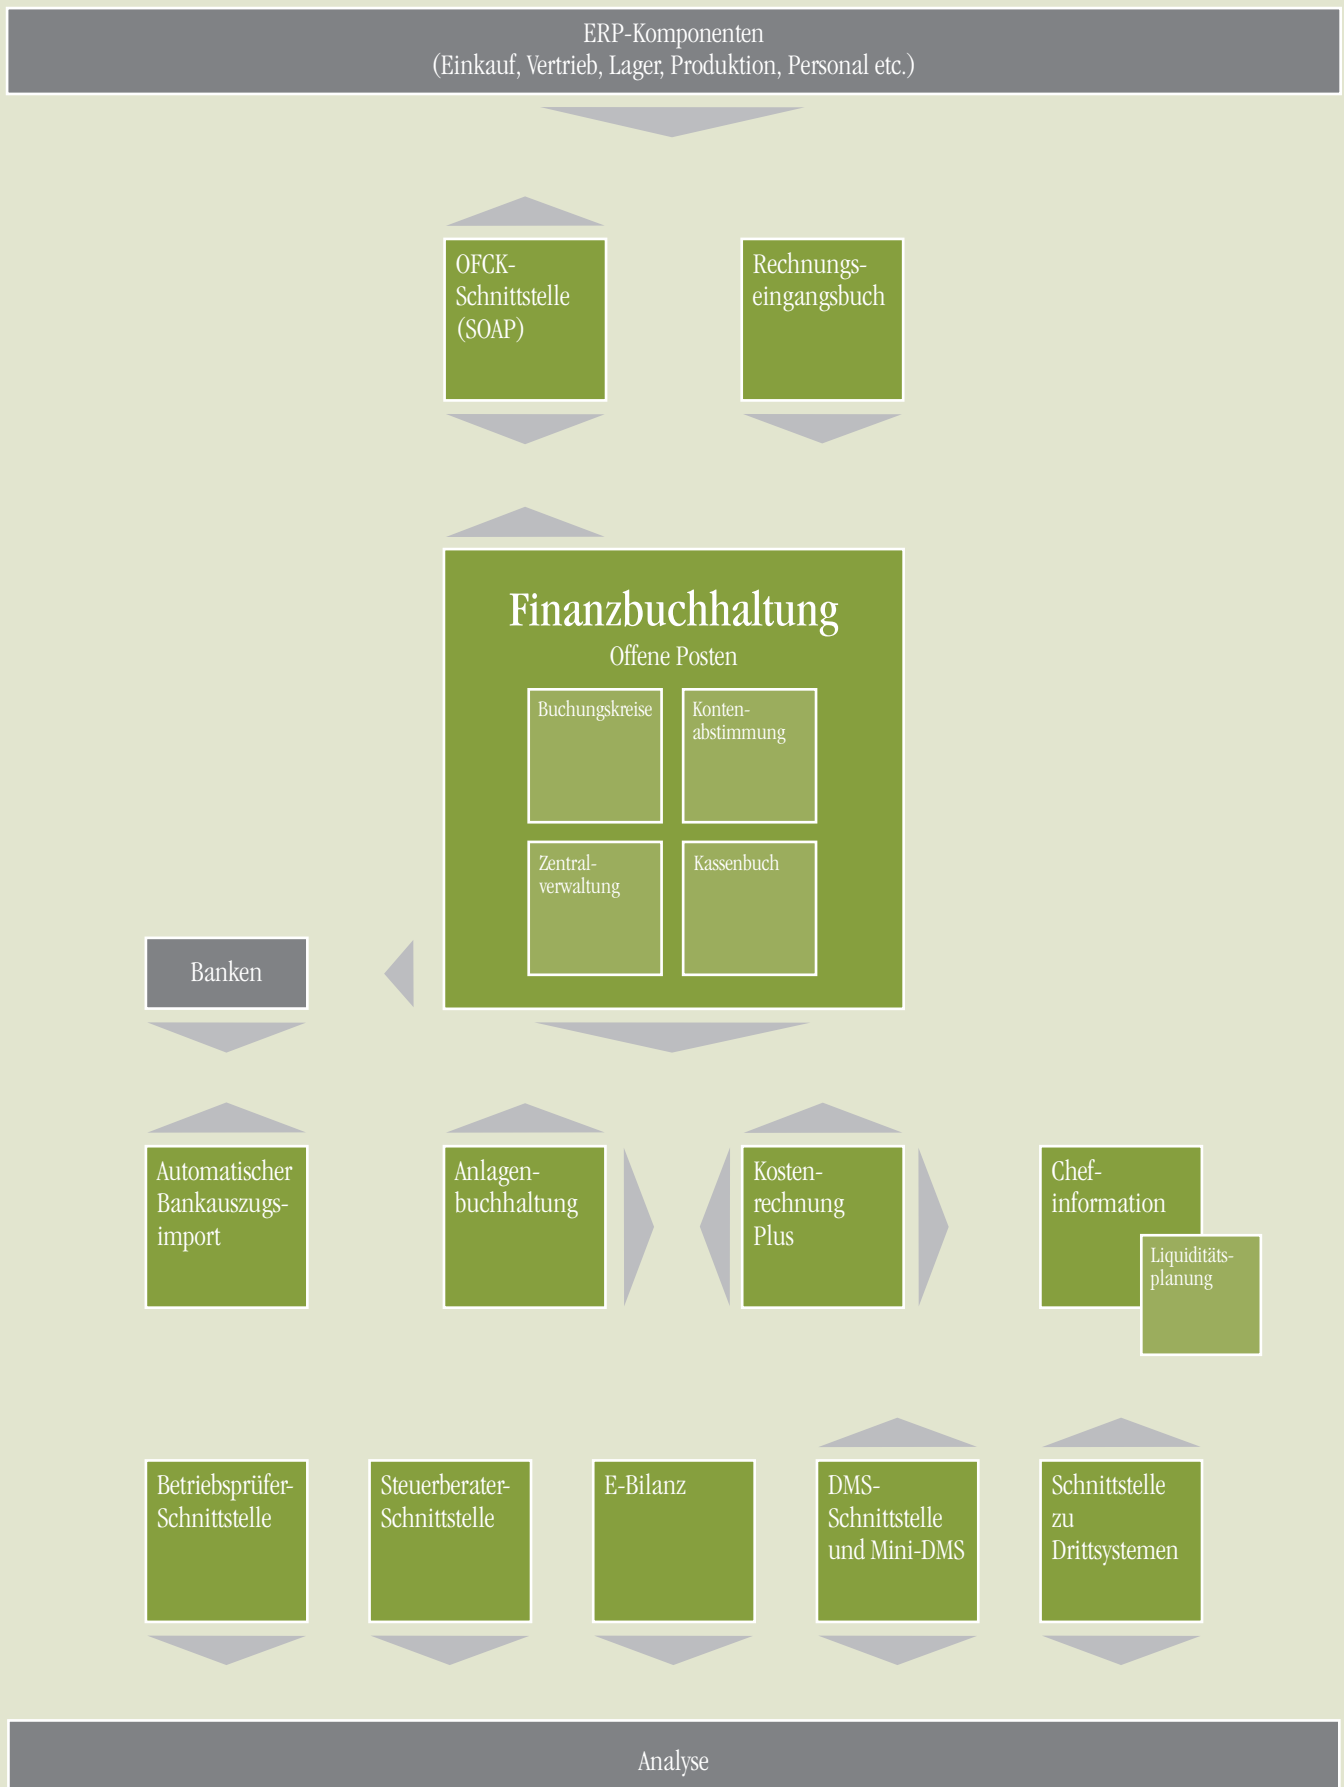 ERP-Komponenten
(Einkauf, Vertrieb, Lager, Produktion, Personal etc.)
OFCK-
Schnittstelle
(SOAP)
Rechnungs-
eingangsbuch
Finanzbuchhaltung
Offene Posten
Buchungskreise
Konten-
abstimmung
Zentral-
verwaltung
Kassenbuch
Banken
Automatischer
Bankauszugs-
import
Anlagen-
buchhaltung
Kosten-
rechnung
Plus
Chef-
information
Liquiditäts-
planung
Betriebsprüfer-
Schnittstelle
Steuerberater-
Schnittstelle
E-Bilanz
DMS-
Schnittstelle
und Mini-DMS
Schnittstelle
zu
Drittsystemen
Analyse